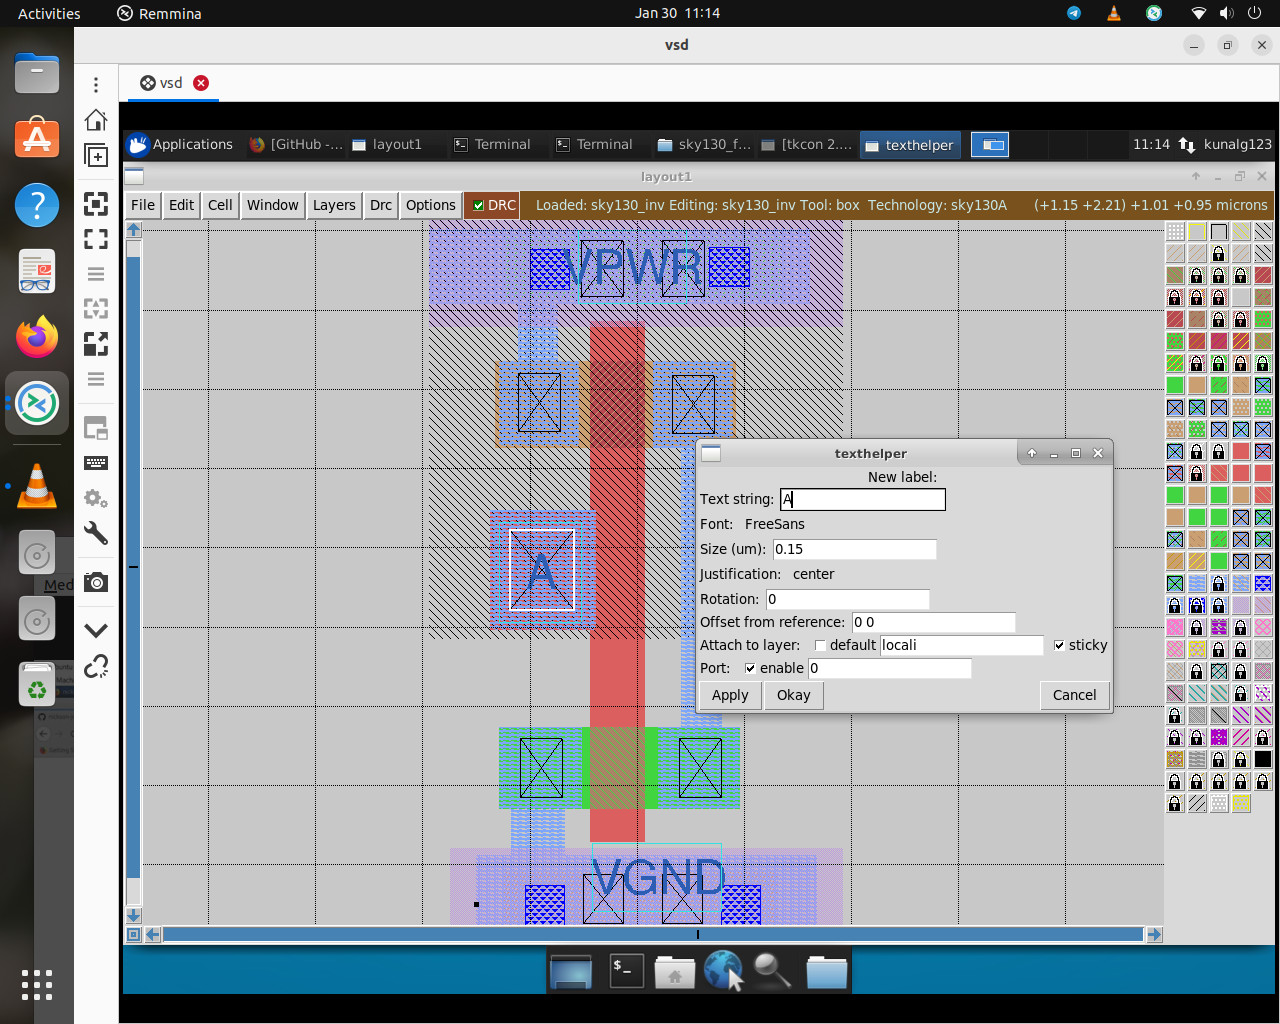 Activities
Remmina
Jan 30 11:14
vsd
vsd
Applications
[GitHub -...
layout1
Terminal
Terminal
sky130_f...
[tkcon 2....
texthelper
11:14
kunalg123
layout1
File
Edit
Cell
Window
Layers
Drc
Options
DRC
Loaded: sky130_inv Editing: sky130_inv Tool: box Technology: sky130A
(+1.15 +2.21) +1.01 +0.95 microns
VPWR
A
VGND
texthelper
New label:
Text string: A
Font: FreeSans
Size (um): 0.15
Justification: center
Rotation: 0
Offset from reference: 0 0
Attach to layer: default locali sticky
Port: enable 0
Apply
Okay
Cancel
Med